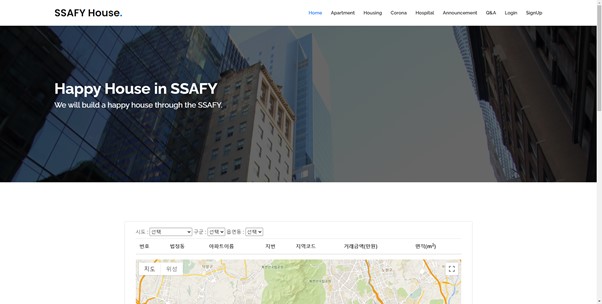 SSAFY House.
Home Apartment Housing Corona Hospital Announcement Q&A Login SignUp
Happy House in SSAFY
We will build a happy house through the SSAFY.
시도 : 선택 구군 : 선택 읍면동 : 선택
번호 법정동 아파트이름 지번 지역코드 거래금액(만원) 면적(m²)
지도 위성